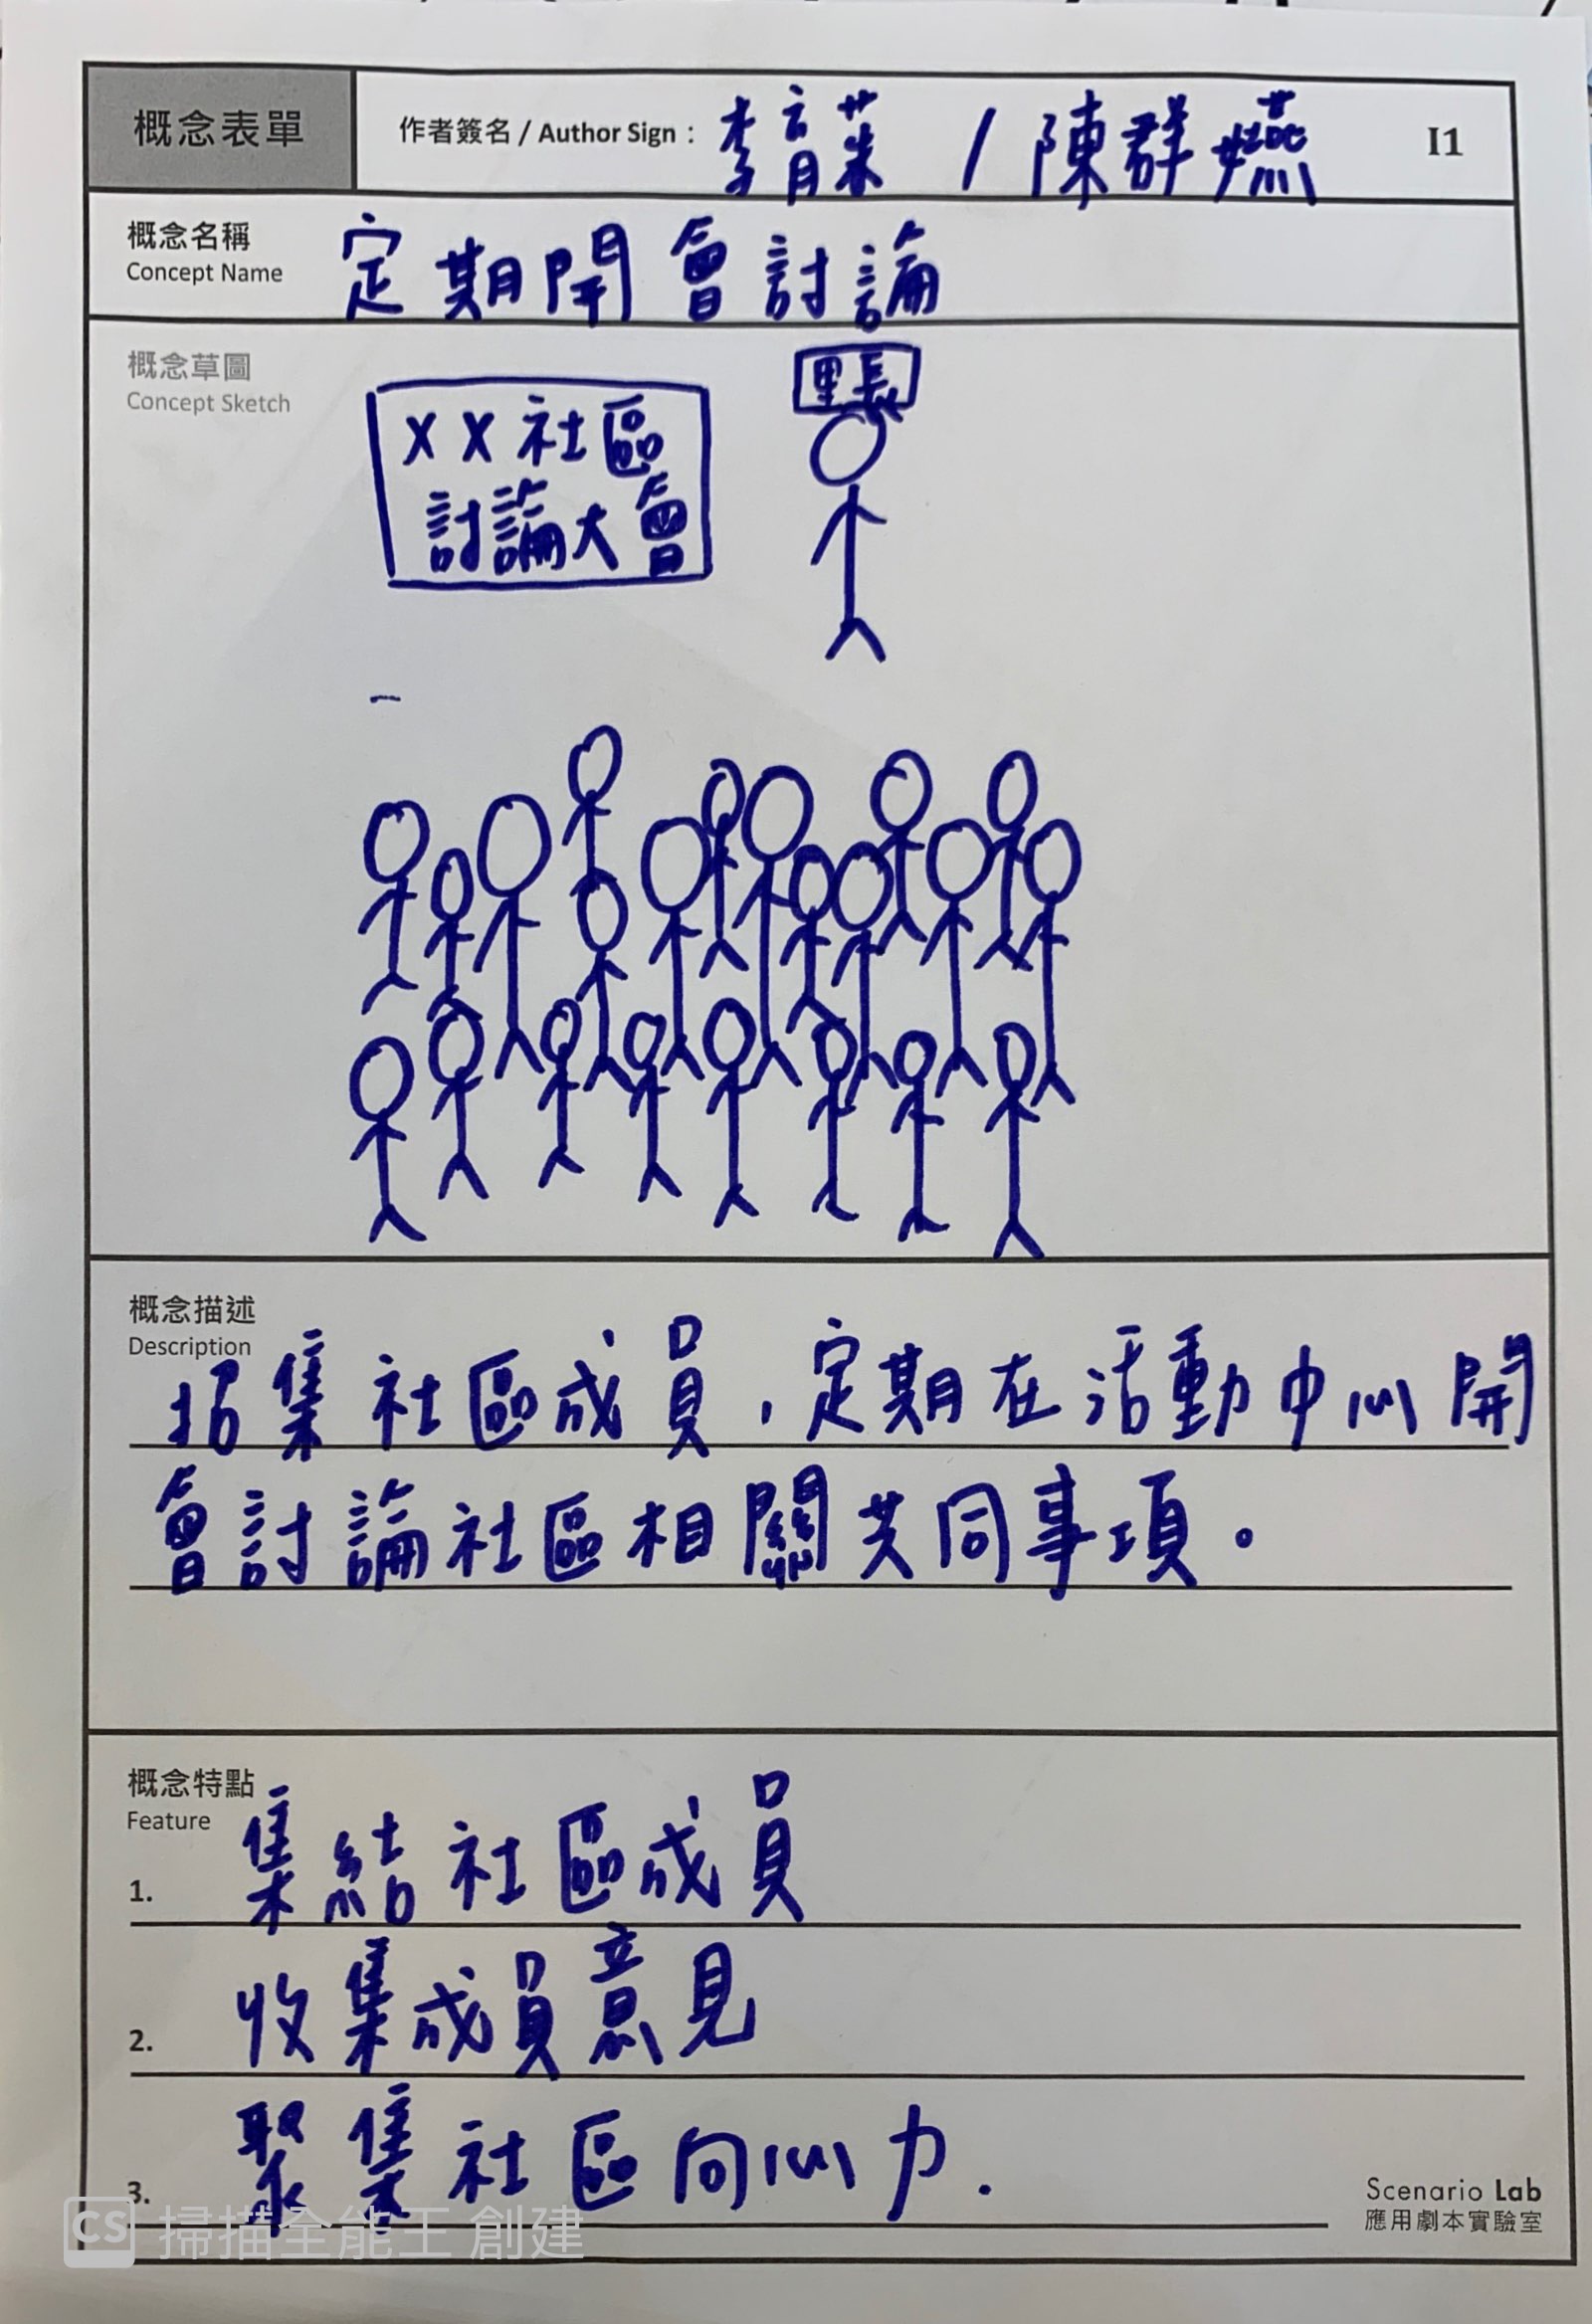 概念表單
作者簽名 / Author Sign : 李育葇 / 陳群嬿
I1
概念名稱
Concept Name
定期開會討論
概念草圖
Concept Sketch
里長
XX社區
討論大會
概念描述
Description
招集社區成員,定期在活動中心開
會討論社區相關共同事項。
概念特點
Feature
1. 集結社區成員
2. 收集成員意見
3. 聚集社區向心力.
Scenario Lab
應用劇本實驗室
CS 掃描全能王 創建